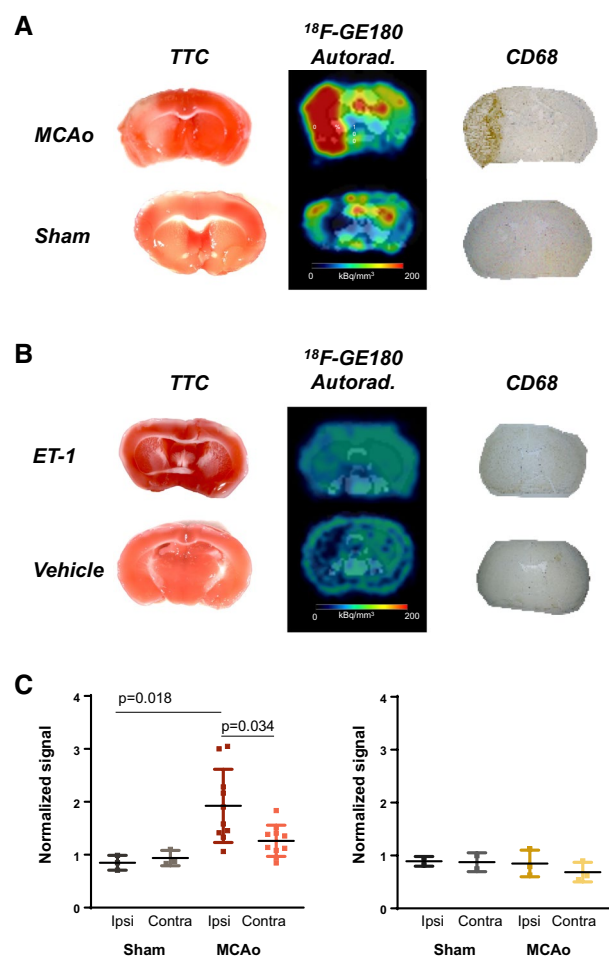 A
TTC
¹⁸F-GE180
Autorad.
CD68
MCAo
Sham
0 200
kBq/mm³
B
TTC
¹⁸F-GE180
Autorad.
CD68
ET-1
Vehicle
0 200
kBq/mm³
C
Normalized signal
4
3
2
1
0
p=0.018
p=0.034
Ipsi Contra Ipsi Contra
Sham MCAo
Normalized signal
4
3
2
1
0
Ipsi Contra Ipsi Contra
Sham MCAo